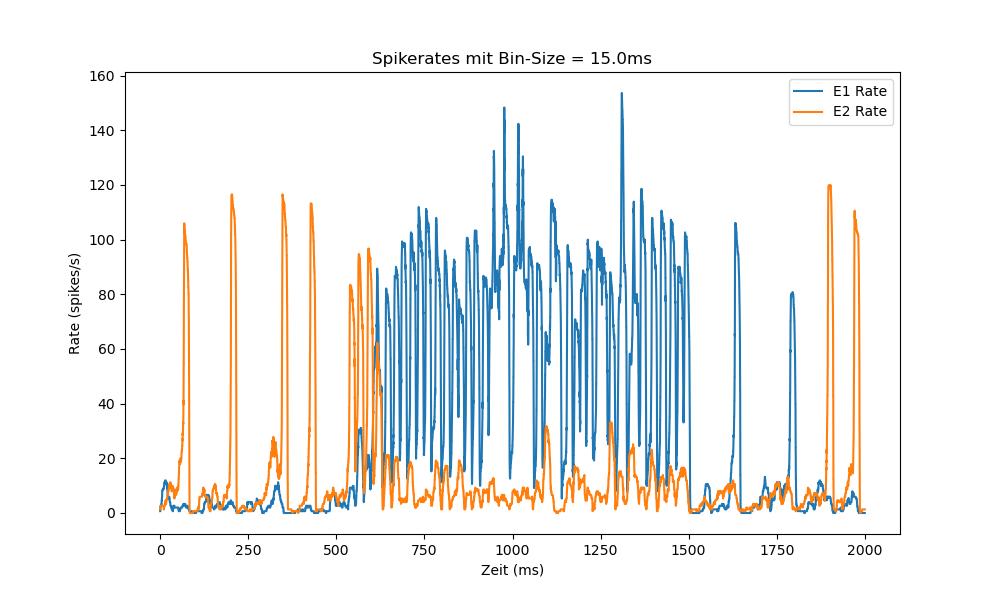 Spikerates mit Bin-Size = 15.0ms
E1 Rate
E2 Rate
Rate (spikes/s)
160
140
120
100
80
60
40
20
0
0 250 500 750 1000 1250 1500 1750 2000
Zeit (ms)